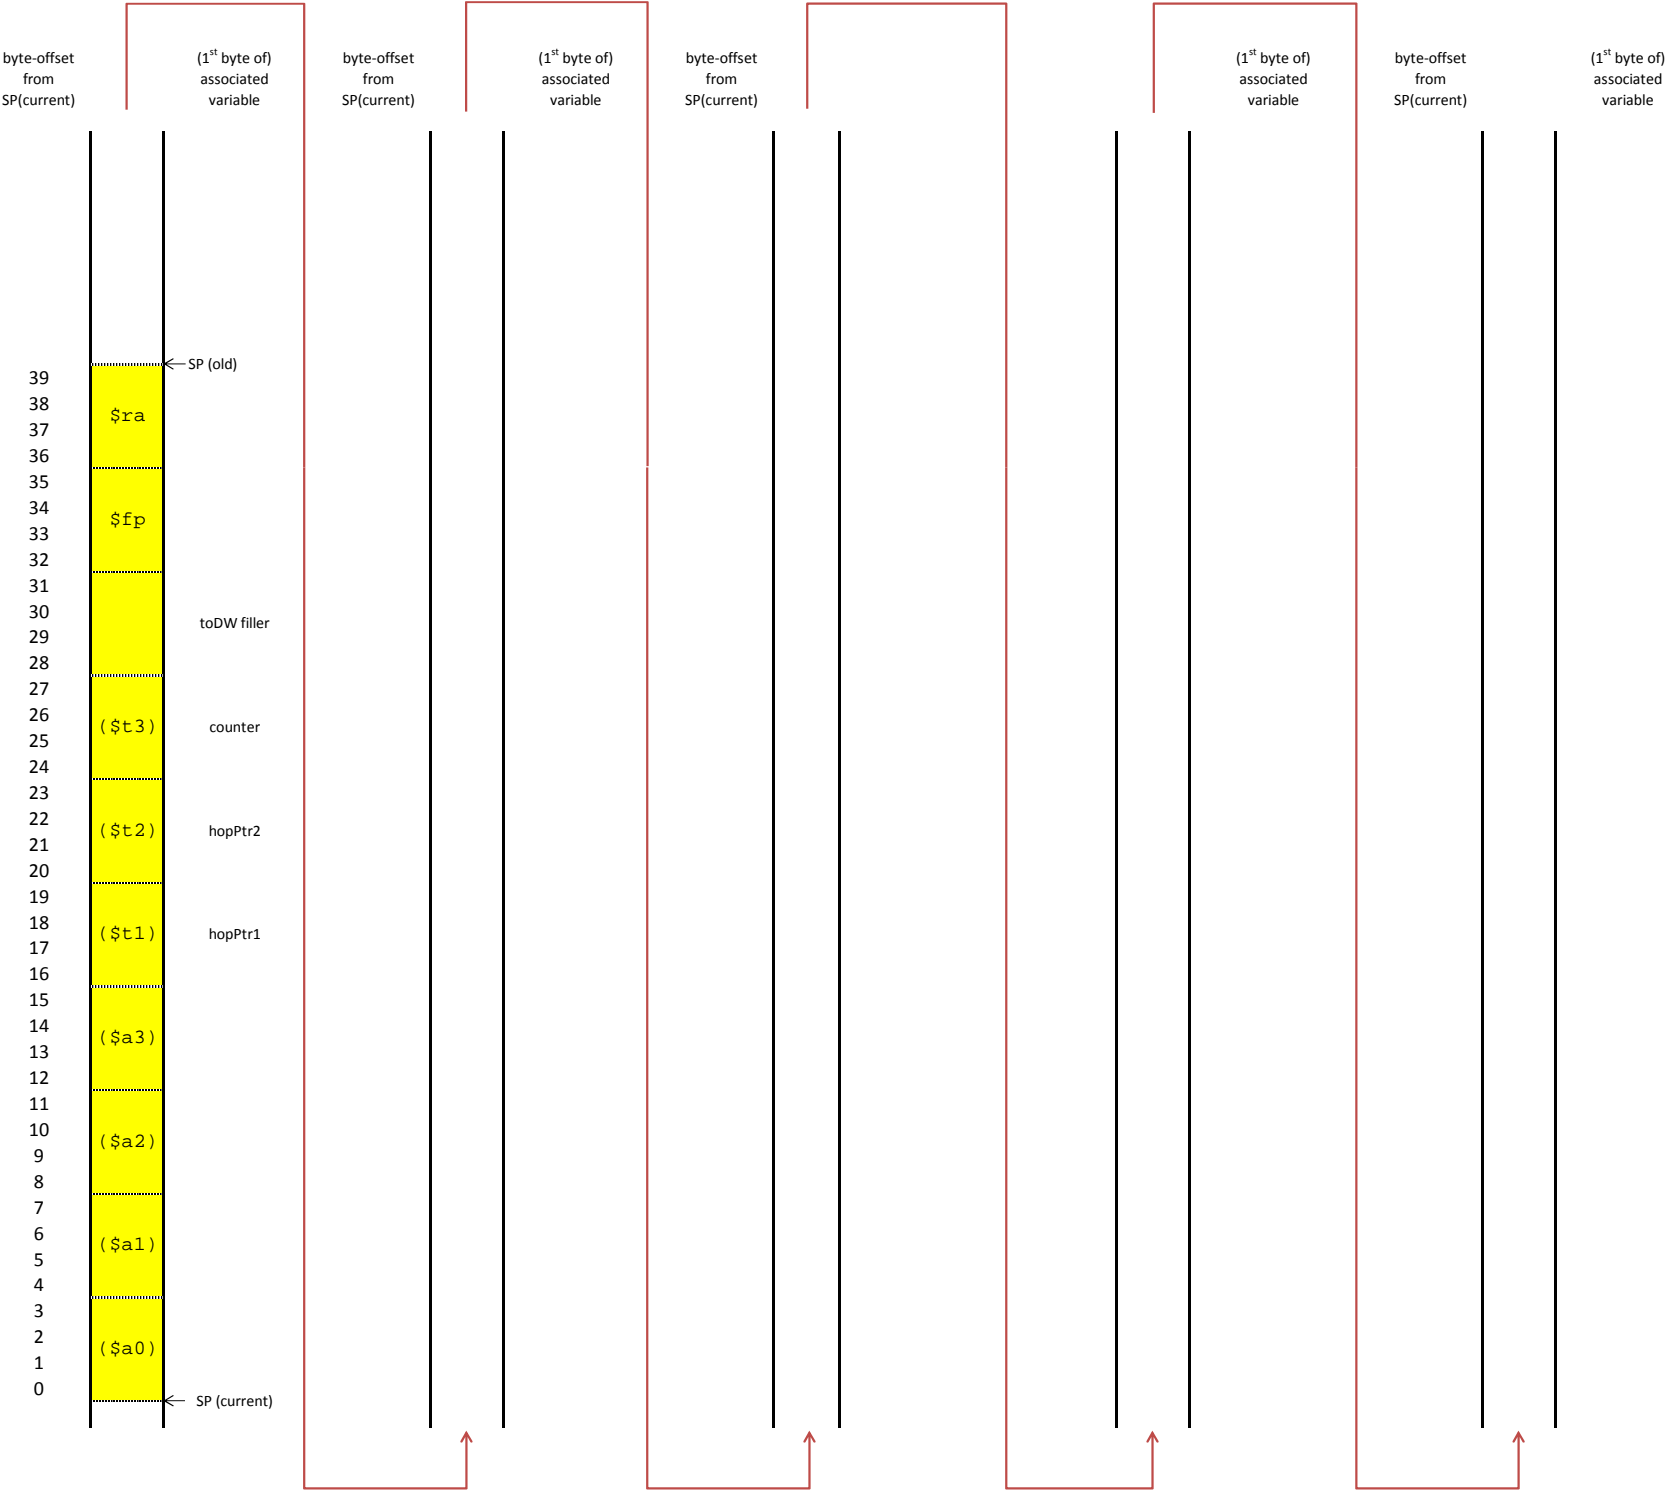 byte-offset
from
SP(current)
(1st byte of)
associated
variable
byte-offset
from
SP(current)
(1st byte of)
associated
variable
byte-offset
from
SP(current)
(1st byte of)
associated
variable
byte-offset
from
SP(current)
(1st byte of)
associated
variable
SP (old)
39
38
$ra
37
36
35
34
$fp
33
32
31
30
toDW filler
29
28
27
26
($t3) counter
25
24
23
22
($t2) hopPtr2
21
20
19
18
($t1) hopPtr1
17
16
15
14
($a3)
13
12
11
10
($a2)
9
8
7
6
($a1)
5
4
3
2
($a0)
1
0
SP (current)